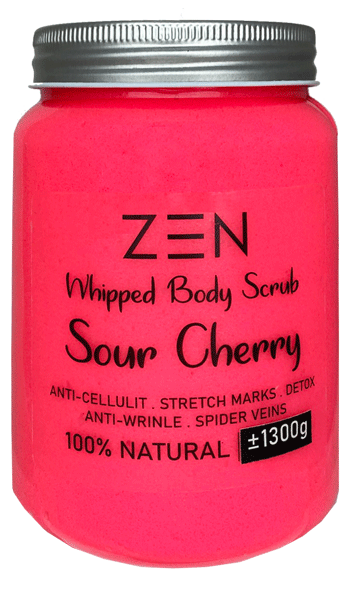 ZEN
Whipped Body Scrub
Sour Cherry
ANTI-CELLULIT . STRETCH MARKS . DETOX
ANTI-WRINLE . SPIDER VEINS
100% NATURAL ±1300g